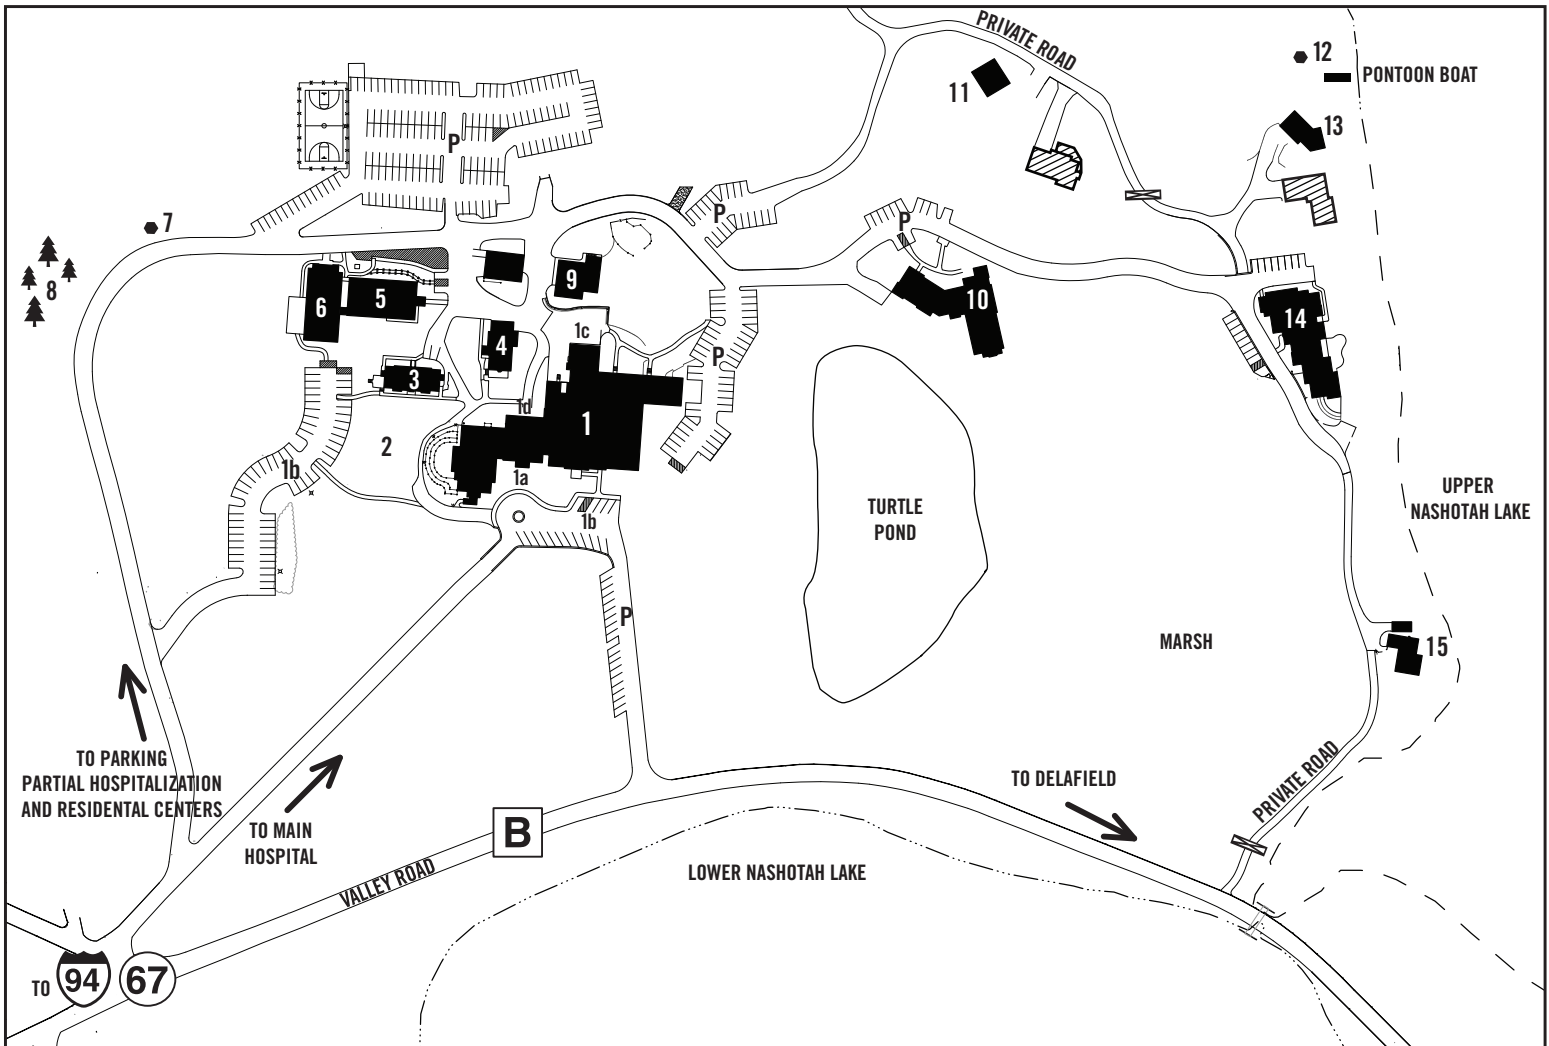 PRIVATE ROAD
12
PONTOON BOAT
11
13
P
P
P
7
8
9
6
5
10
14
1c
4
P
3
1d
1
2
1b
1a
1b
UPPER
NASHOTAH LAKE
TURTLE
POND
P
MARSH
15
TO PARKING
PARTIAL HOSPITALIZATION
AND RESIDENTAL CENTERS
TO DELAFIELD
PRIVATE ROAD
TO MAIN
HOSPITAL
B
VALLEY ROAD
LOWER NASHOTAH LAKE
TO
94
67